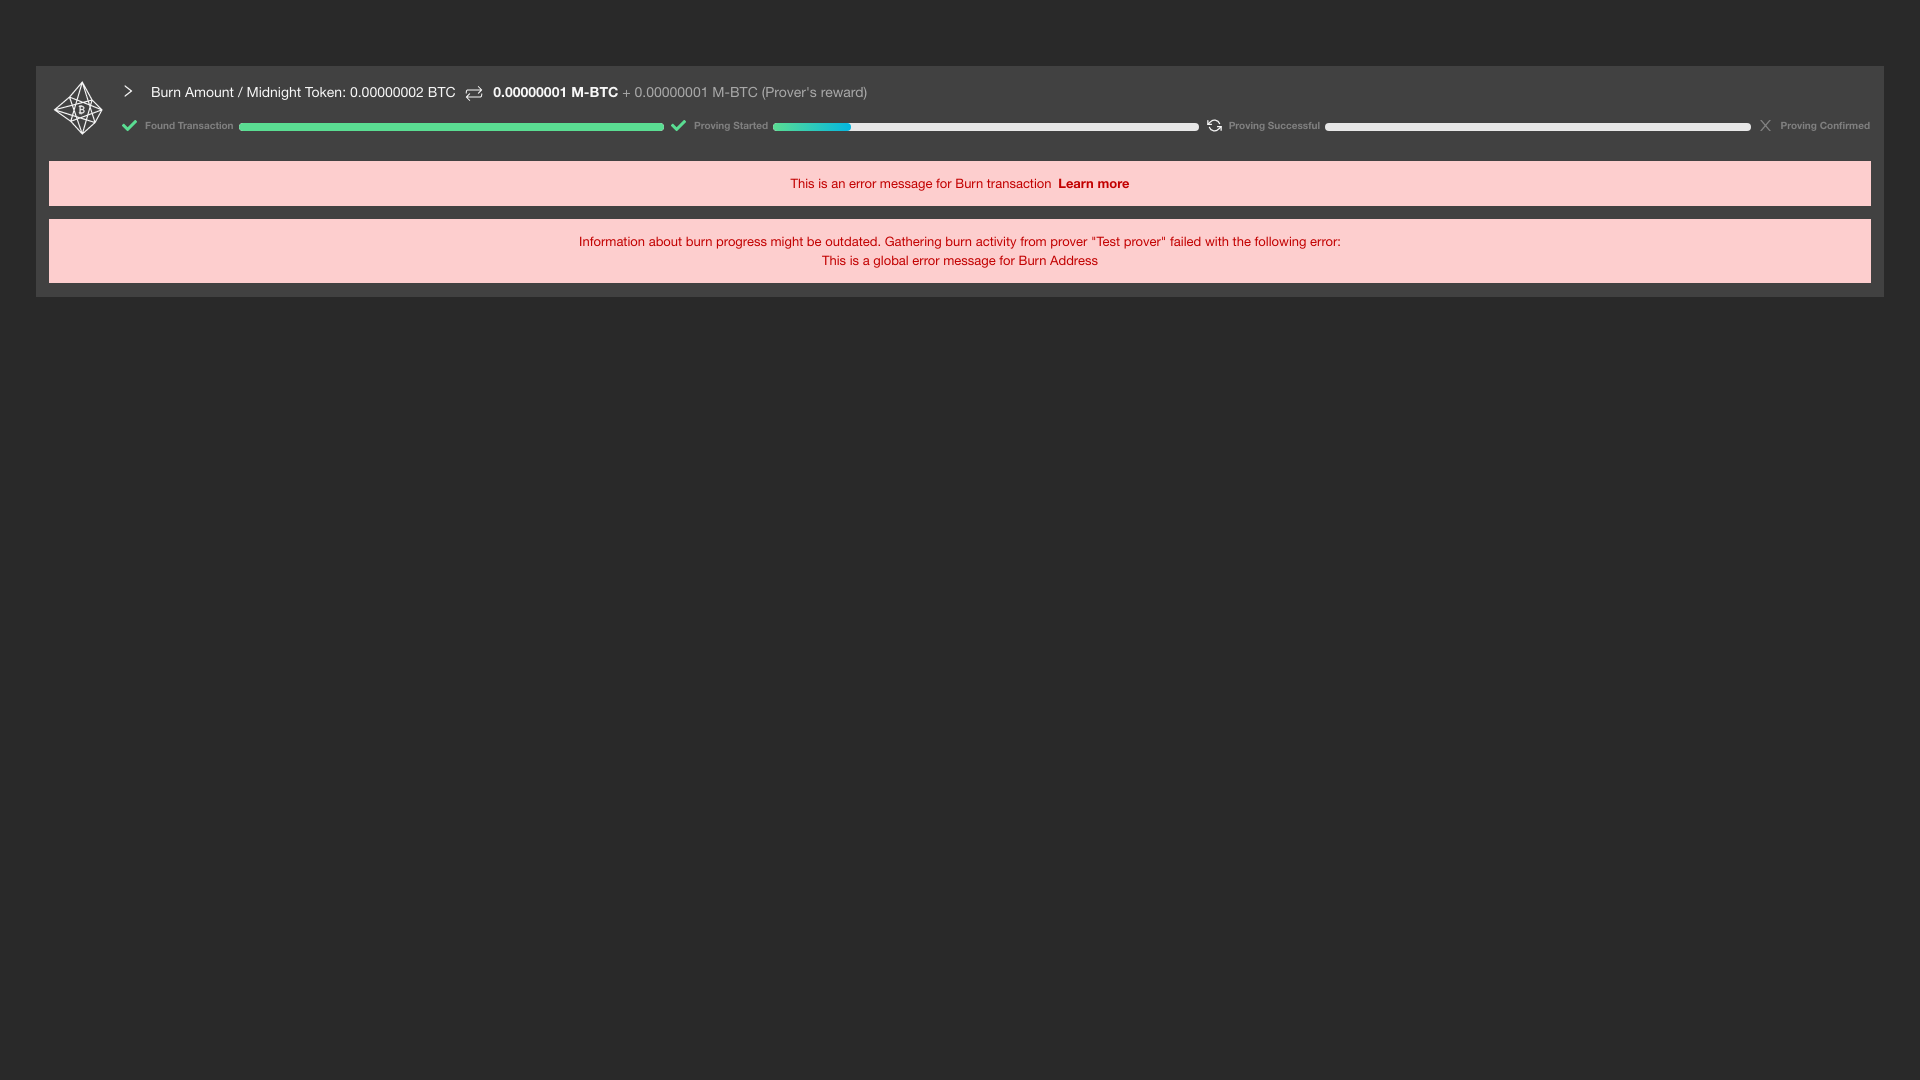 Burn Amount / Midnight Token: 0.00000002 BTC 0.00000001 M-BTC + 0.00000001 M-BTC (Prover's reward)
Found Transaction Proving Started Proving Successful Proving Confirmed
This is an error message for Burn transaction Learn more
Information about burn progress might be outdated. Gathering burn activity from prover "Test prover" failed with the following error:
This is a global error message for Burn Address